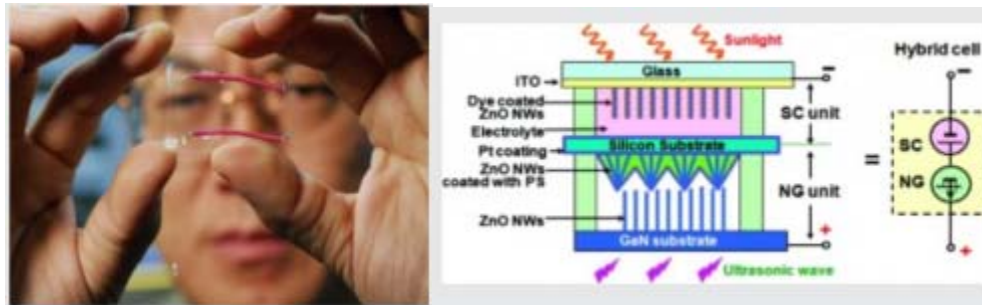 Sunlight
Hybrid cell
Glass
−
ITO
−
Dye coated
ZnO NWs
SC unit
Electrolyte
Silicon Substrate
SC
Pt coating
=
ZnO NWs
coated with PS
NG unit
NG
ZnO NWs
+
GaN substrate
+
Ultrasonic wave